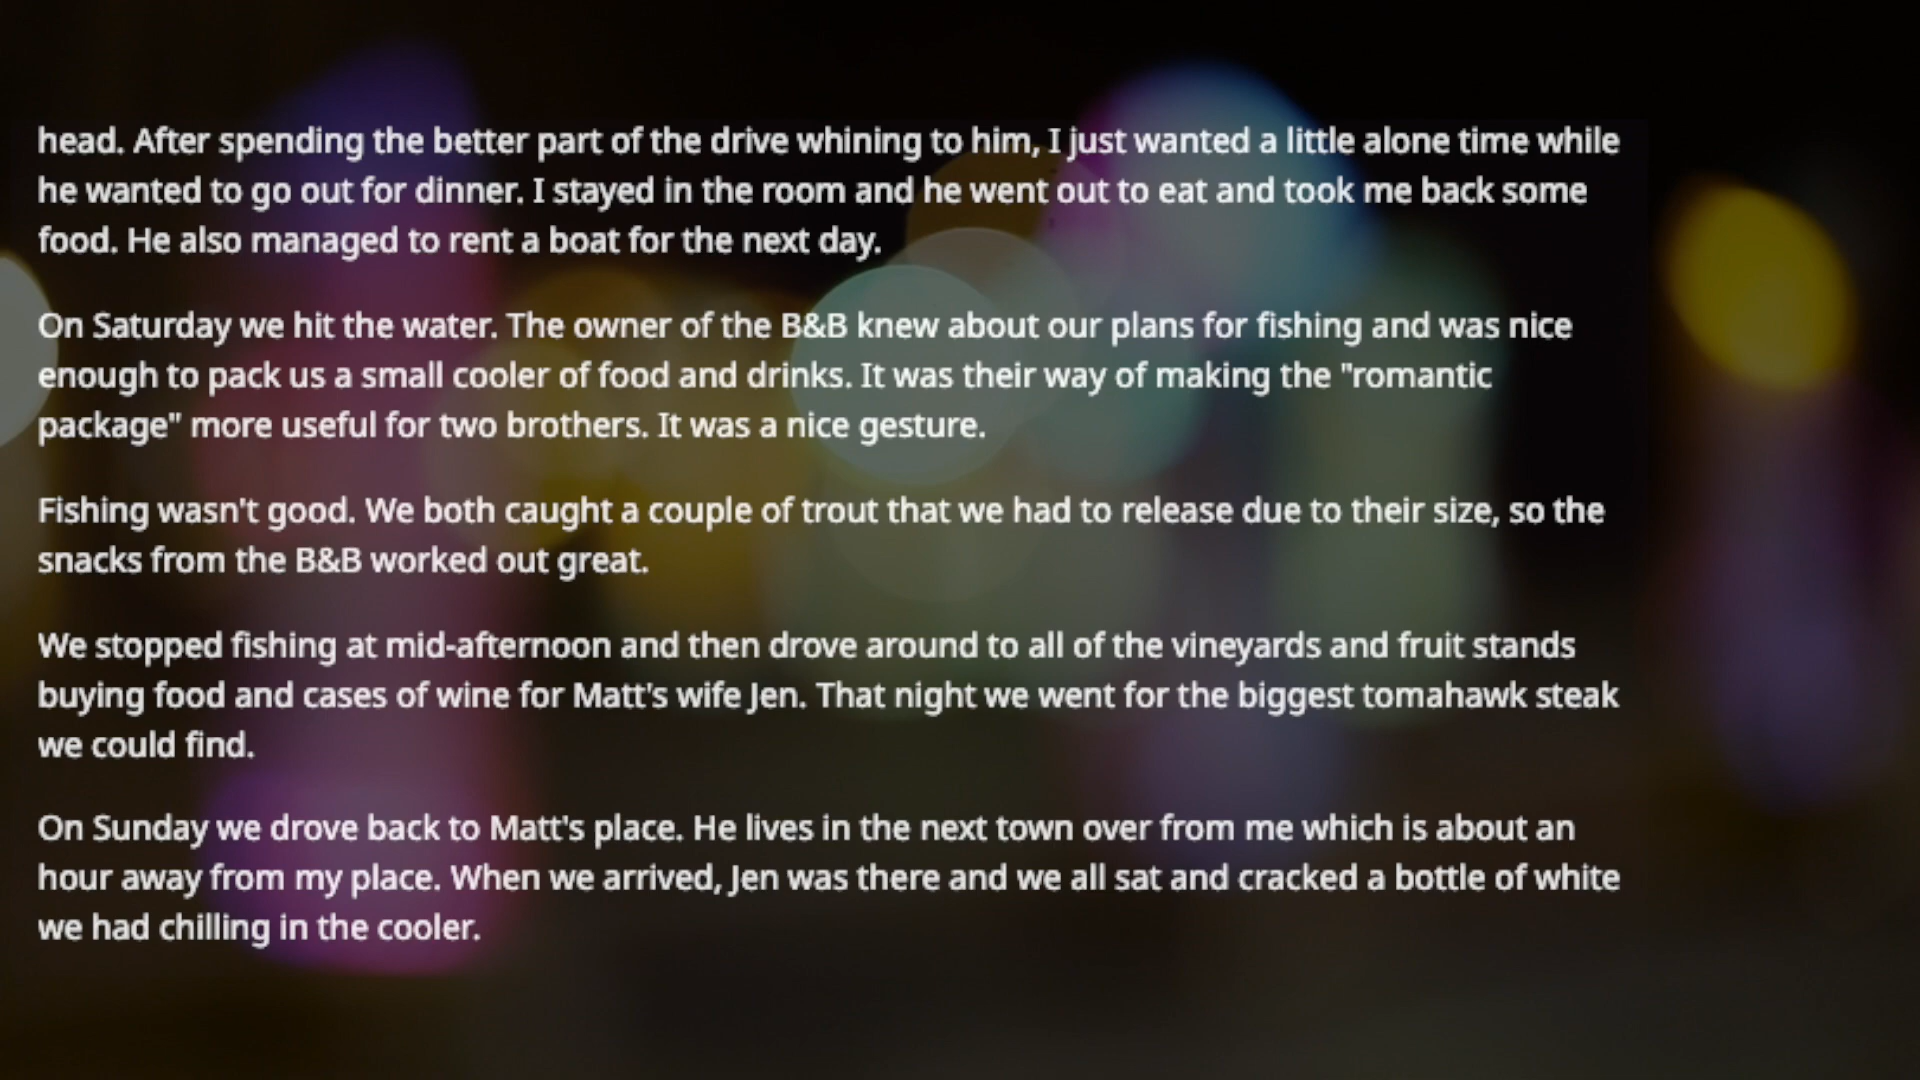 head. After spending the better part of the drive whining to him, I just wanted a little alone time while
he wanted to go out for dinner. I stayed in the room and he went out to eat and took me back some
food. He also managed to rent a boat for the next day.
On Saturday we hit the water. The owner of the B&B knew about our plans for fishing and was nice
enough to pack us a small cooler of food and drinks. It was their way of making the "romantic
package" more useful for two brothers. It was a nice gesture.
Fishing wasn't good. We both caught a couple of trout that we had to release due to their size, so the
snacks from the B&B worked out great.
We stopped fishing at mid-afternoon and then drove around to all of the vineyards and fruit stands
buying food and cases of wine for Matt's wife Jen. That night we went for the biggest tomahawk steak
we could find.
On Sunday we drove back to Matt's place. He lives in the next town over from me which is about an
hour away from my place. When we arrived, Jen was there and we all sat and cracked a bottle of white
we had chilling in the cooler.